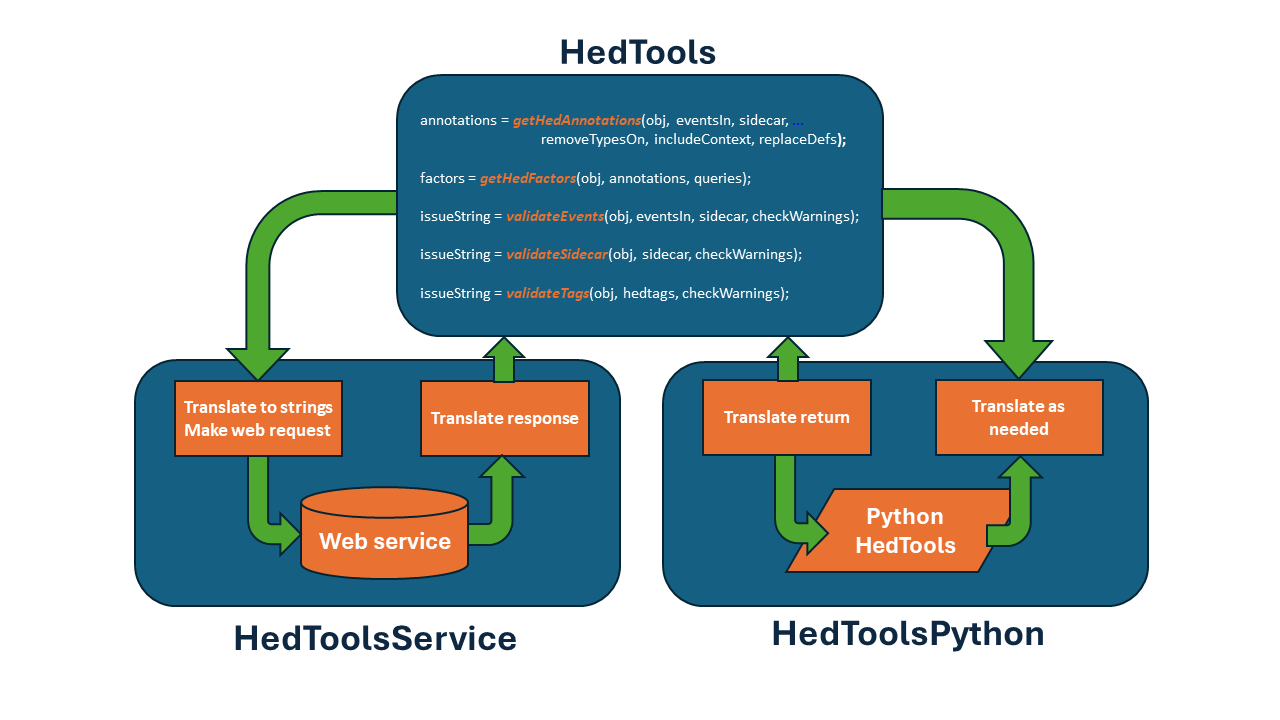 HedTools
annotations = getHedAnnotations(obj, eventsIn, sidecar, ...
removeTypesOn, includeContext, replaceDefs);
factors = getHedFactors(obj, annotations, queries);
issueString = validateEvents(obj, eventsIn, sidecar, checkWarnings);
issueString = validateSidecar(obj, sidecar, checkWarnings);
issueString = validateTags(obj, hedtags, checkWarnings);
Translate to strings
Make web request
Translate response
Web service
HedToolsService
Translate return
Translate as
needed
Python
HedTools
HedToolsPython